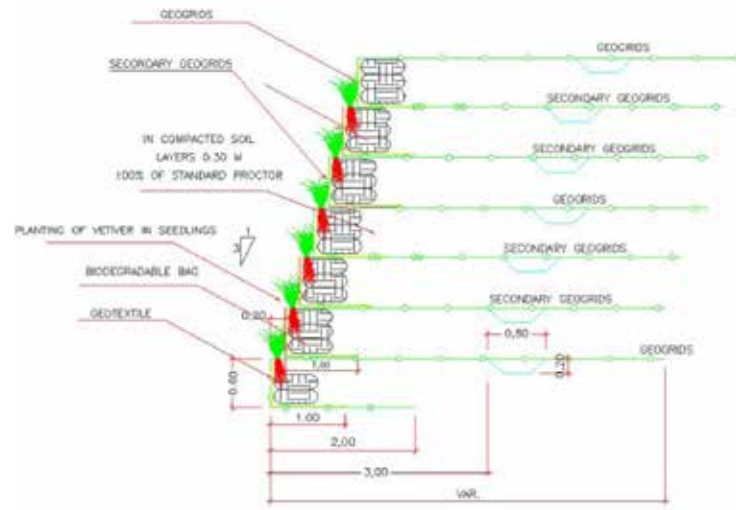 GEOGRIDS
SECONDARY GEOGRIDS
IN COMPACTED SOIL
LAYERS 0.30 M
100% OF STANDARD PROCTOR
PLANTING OF VETIVER IN SEEDLINGS
1
3
BIODEGRADABLE BAG
GEOTEXTILE
GEOGRIDS
SECONDARY GEOGRIDS
SECONDARY GEOGRIDS
GEOGRIDS
SECONDARY GEOGRIDS
SECONDARY GEOGRIDS
GEOGRIDS
0.20
0.50
0.20
1.00
0.60
1.00
2.00
3.00
VAR.